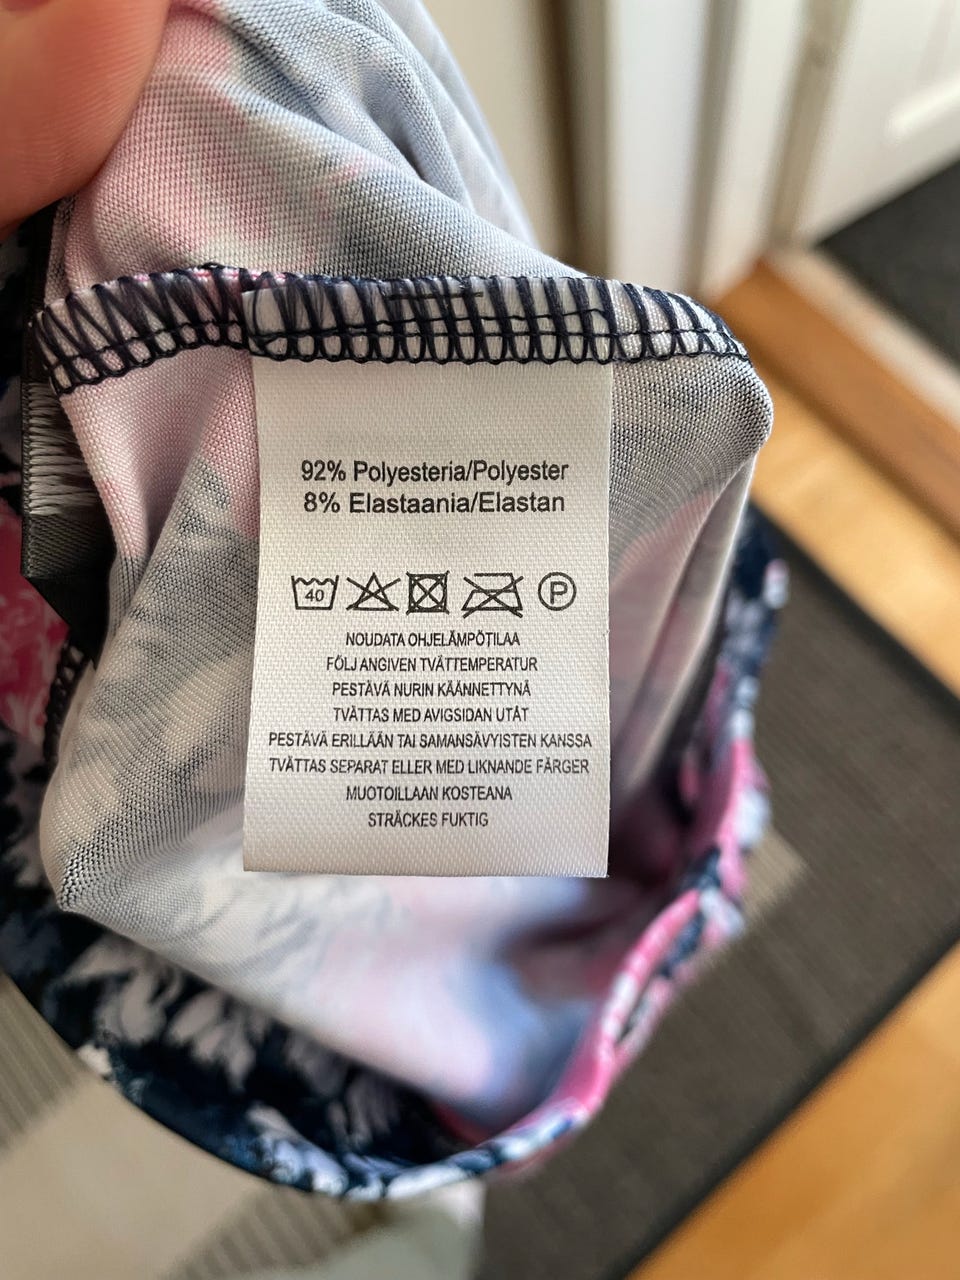 92% Polyesteria/Polyester
8% Elastaania/Elastan
40 P
NOUDATA OHJELÄMPÖTILAA
FÖLJ ANGIVEN TVÄTTEMPERATUR
PESTÄVÄ NURIN KÄÄNNETTYNÄ
TVÄTTAS MED AVIGSIDAN UTÅT
PESTÄVÄ ERILLÄÄN TAI SAMANSÄVYISTEN KANSSA
TVÄTTAS SEPARAT ELLER MED LIKNANDE FÄRGER
MUOTOILLAAN KOSTEANA
STRÄCKES FUKTIG